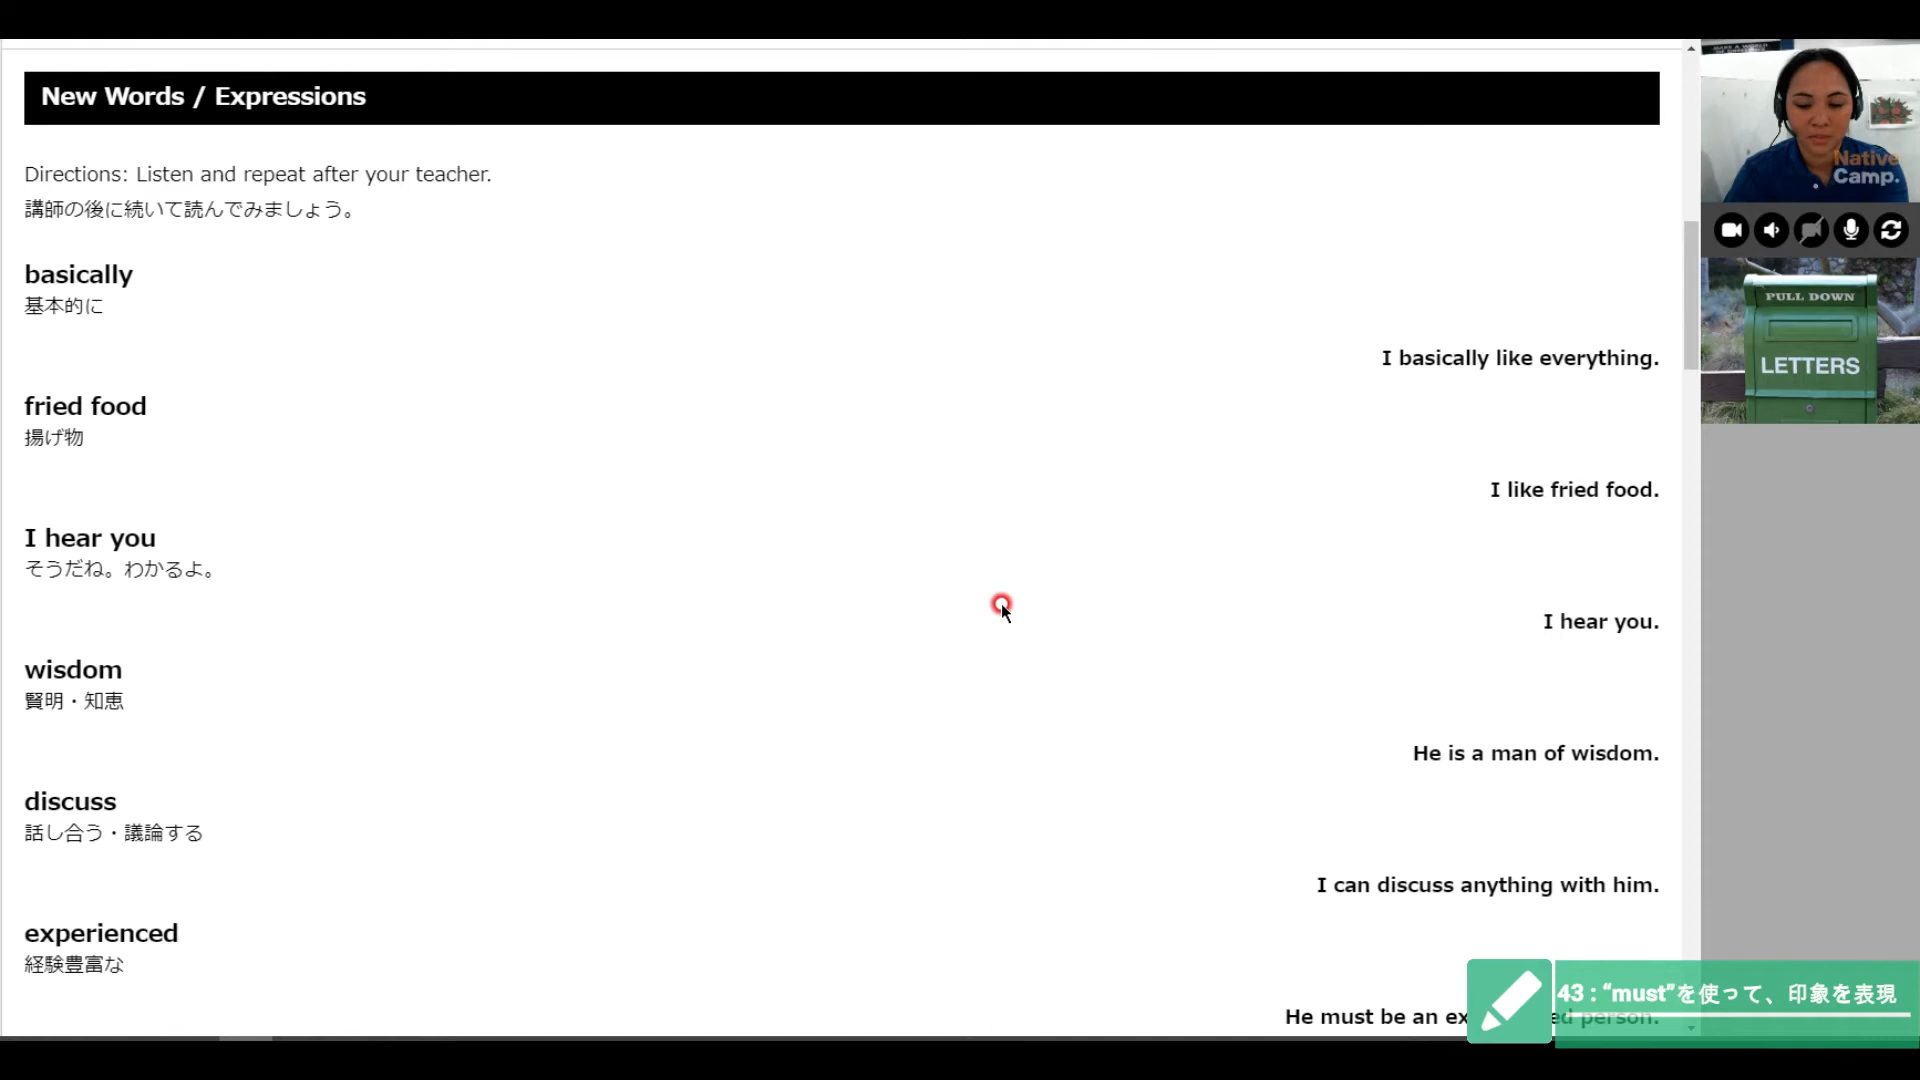 New Words / Expressions
Directions: Listen and repeat after your teacher.
講師の後に続いて読んでみましょう。
basically
基本的に
I basically like everything.
fried food
揚げ物
I like fried food.
I hear you
そうだね。わかるよ。
I hear you.
wisdom
賢明・知恵
He is a man of wisdom.
discuss
話し合う・議論する
I can discuss anything with him.
experienced
経験豊富な
He must be an ex ed person.
Native
Camp.
PULL DOWN
LETTERS
43 : “must”を使って、印象を表現